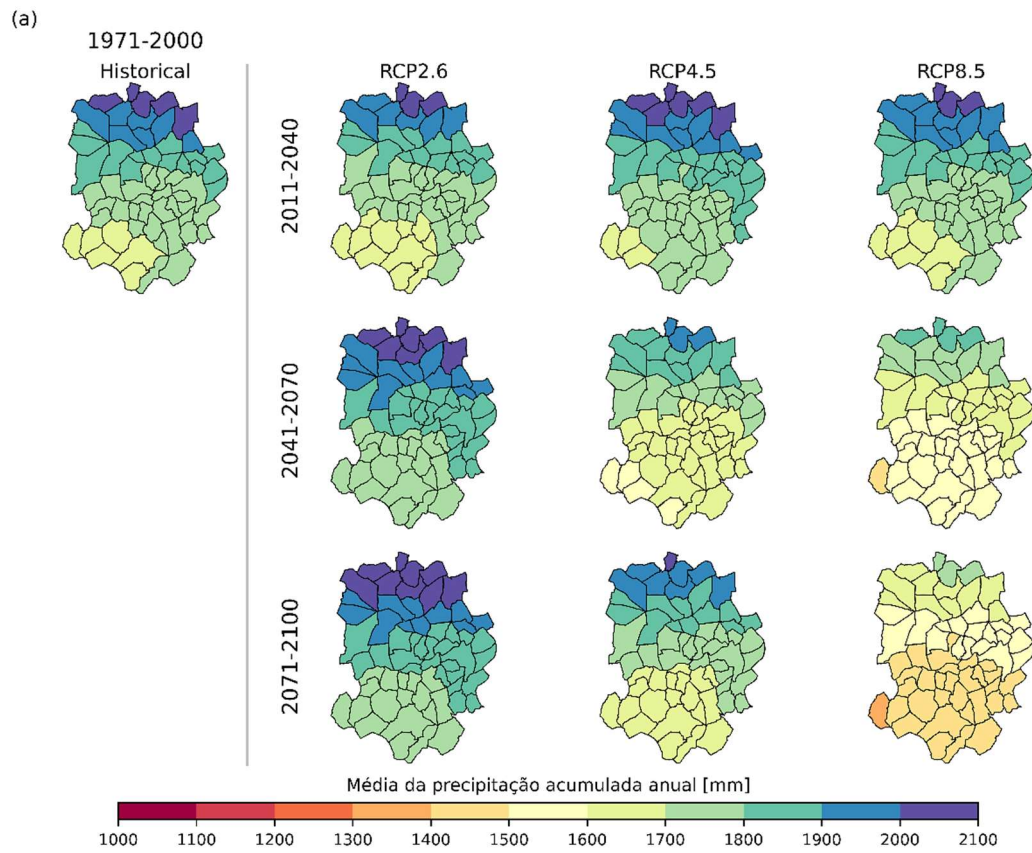 (a)
1971-2000
Historical
RCP2.6
RCP4.5
RCP8.5
2011-2040
2041-2070
2071-2100
Média da precipitação acumulada anual [mm]
1000 1100 1200 1300 1400 1500 1600 1700 1800 1900 2000 2100